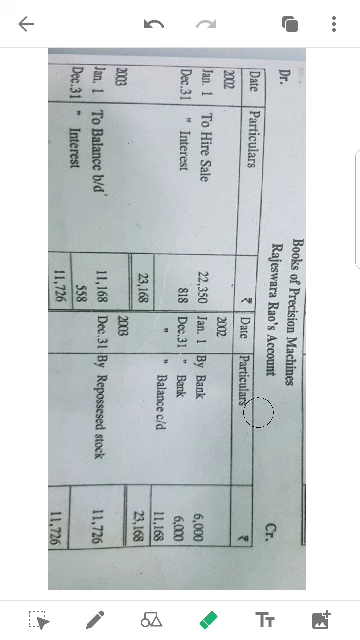 Books of Precision Machines
Dr. Rajeswara Rao's Account Cr.
Date Particulars ₹ Date Particulars ₹
2002 2002
Jan. 1 To Hire Sale 22,350 Jan. 1 By Bank 6,000
Dec.31 " Interest 818 Dec.31 " Bank 6,000
" " Balance c/d 11,168
23,168 23,168
2003 2003
Jan. 1 To Balance b/d 11,168 Dec.31 By Repossesed stock 11,726
Dec.31 " Interest 558
11,726 11,726